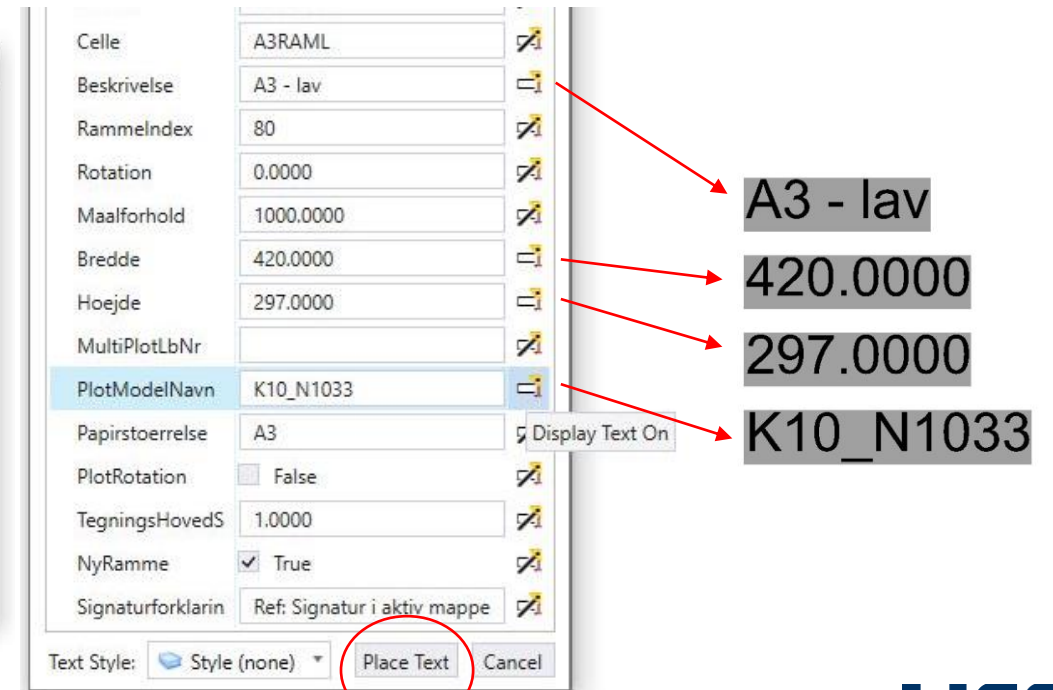 Celle A3RAML
Beskrivelse A3 - lav
RammeIndex 80
Rotation 0.0000
Maalforhold 1000.0000
Bredde 420.0000
Hoejde 297.0000
MultiPlotLbNr
PlotModelNavn K10_N1033
Papirstoerrelse A3
Display Text On
PlotRotation False
TegningsHovedS 1.0000
NyRamme True
Signaturforklarin Ref: Signatur i aktiv mappe
Text Style: Style (none) Place Text Cancel
A3 - lav
420.0000
297.0000
K10_N1033